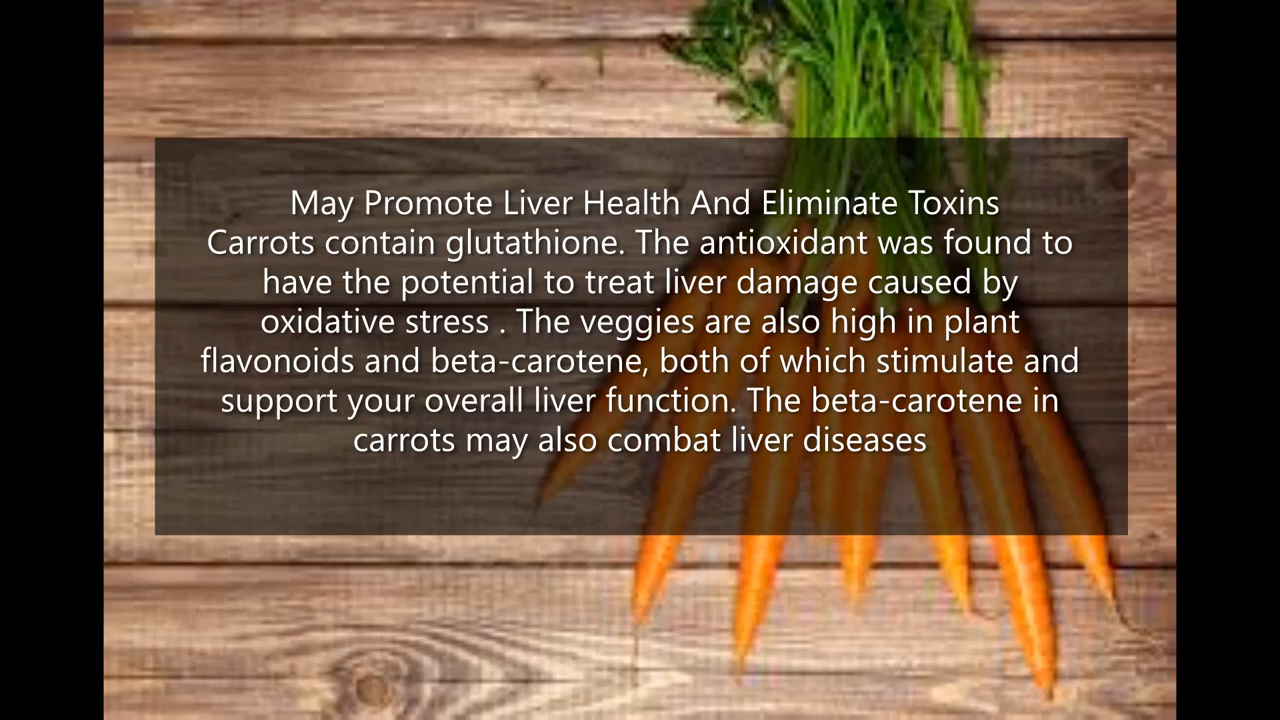 May Promote Liver Health And Eliminate Toxins
Carrots contain glutathione. The antioxidant was found to
have the potential to treat liver damage caused by
oxidative stress . The veggies are also high in plant
flavonoids and beta-carotene, both of which stimulate and
support your overall liver function. The beta-carotene in
carrots may also combat liver diseases